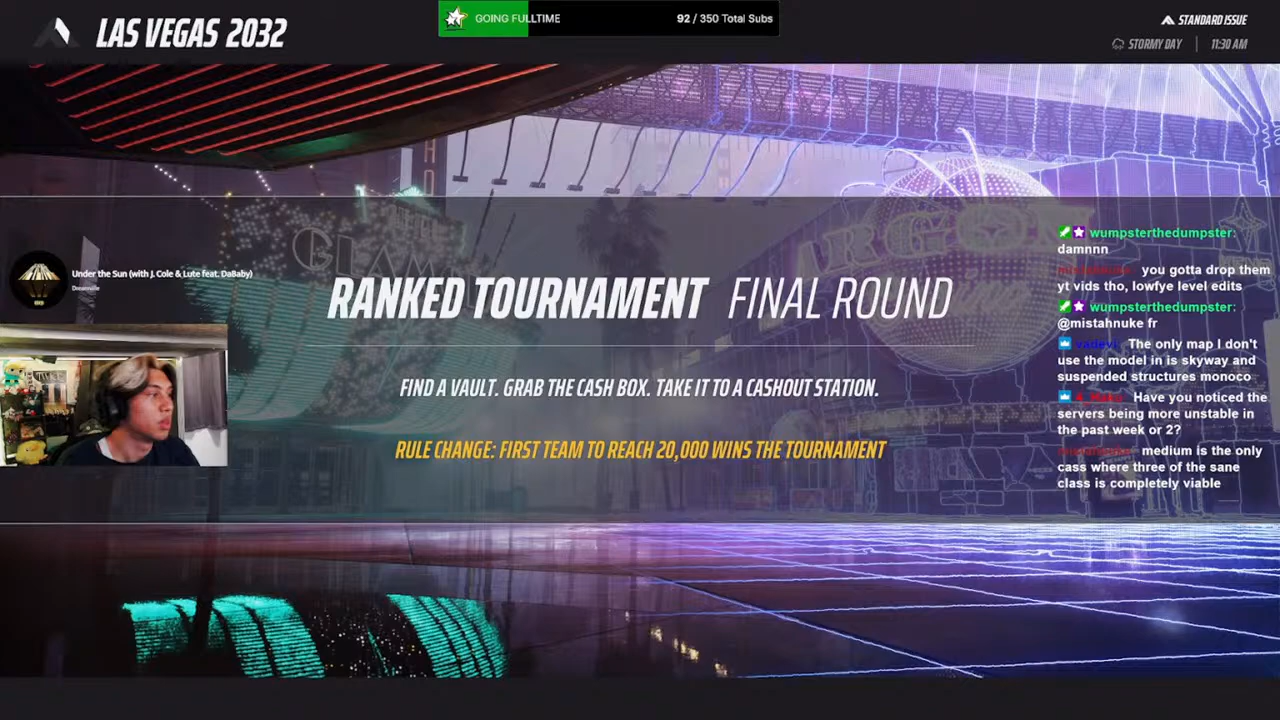 LAS VEGAS 2032
GOING FULLTIME
92 / 350 Total Subs
STANDARD ISSUE
STORMY DAY | 11:30 AM
GLAM
ARGON
Under the Sun (with J. Cole & Lute feat. DaBaby)
Dreamville
RANKED TOURNAMENT FINAL ROUND
FIND A VAULT. GRAB THE CASH BOX. TAKE IT TO A CASHOUT STATION.
RULE CHANGE: FIRST TEAM TO REACH 20,000 WINS THE TOURNAMENT
wumpsterthedumpster:
damnnn
mistahnuke: you gotta drop them
yt vids tho, lowfye level edits
wumpsterthedumpster:
@mistahnuke fr
The only map I don't
use the model in is skyway and
suspended structures monoco
Have you noticed the
servers being more unstable in
the past week or 2?
mistahnuke: medium is the only
cass where three of the sane
class is completely viable